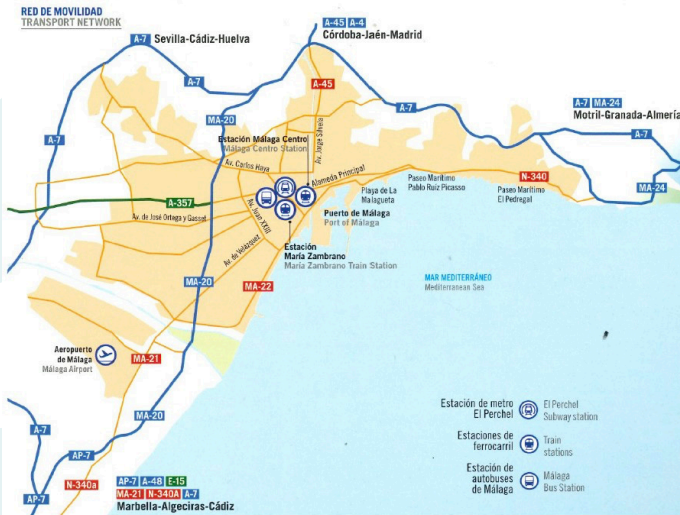 RED DE MOVILIDAD
TRANSPORT NETWORK
A-45 A-4
Córdoba-Jaén-Madrid
A-7 Sevilla-Cádiz-Huelva
A-7
A-45
A-7
A-7 MA-24
Motril-Granada-Almería
A-7
MA-20
A-7
Estación Málaga Centro
Málaga Centro Station
Av. Jorge Silvela
Av. Carlos Haya
Alameda Principal
Paseo Marítimo
Pablo Ruiz Picasso
N-340
MA-24
Playa de La
Malagueta
Paseo Marítimo
El Pedregal
A-357
Av. de José Ortega y Gasset
Av. Juan XXIII
Puerto de Málaga
Port of Málaga
Av. de Velázquez
Estación
María Zambrano
María Zambrano Train Station
MA-20
MA-22
MAR MEDITERRÁNEO
Mediterranean Sea
Aeropuerto
de Málaga
Málaga Airport
MA-21
MA-20
A-7
AP-7
N-340a
AP-7
AP-7 A-48 E-15
MA-21 N-340A A-7
Marbella-Algeciras-Cádiz
Estación de metro
El Perchel
El Perchel
Subway station
Estaciones de
ferrocarril
Train
stations
Estación de
autobuses
de Málaga
Málaga
Bus Station